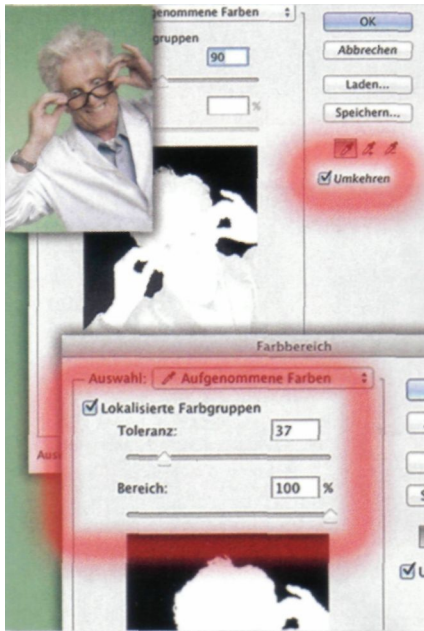 genommene Farben
OK
gruppen
90
Abbrechen
%
Laden...
Speichern...
Umkehren
Farbbereich
Auswahl: Aufgenommene Farben
Lokalisierte Farbgruppen
Toleranz: 37
Aus
Bereich: 100 %
S
U